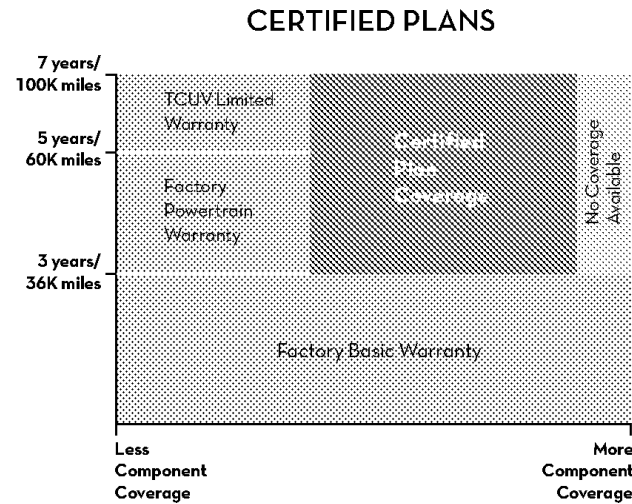 CERTIFIED PLANS
7 years/
100K miles
TCUV Limited
Warranty
Certified
Plan
Coverage
No Coverage
Available
5 years/
60K miles
Factory
Powertrain
Warranty
3 years/
36K miles
Factory Basic Warranty
Less
Component
Coverage
More
Component
Coverage